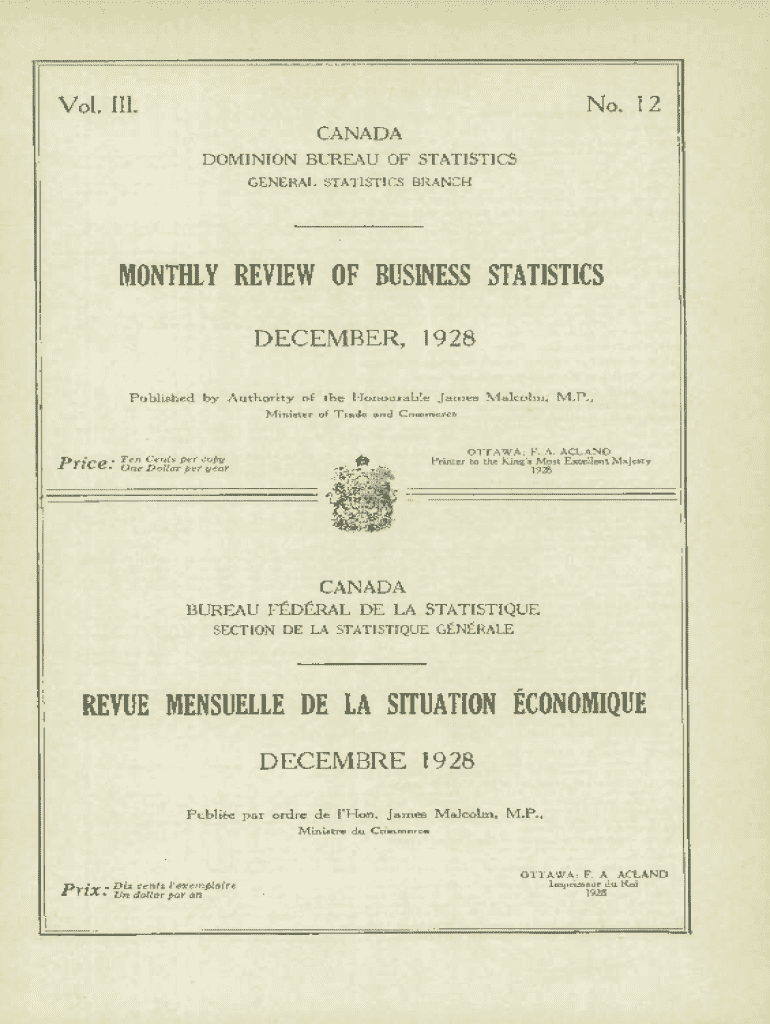 Vol. III. No. 12
CANADA
DOMINION BUREAU OF STATISTICS
GENERAL STATISTICS BRANCH
MONTHLY REVIEW OF BUSINESS STATISTICS
DECEMBER, 1928
Published by Authority of the Honourable James Malcolm, M.P.,
Minister of Trade and Commerce
Price: Ten Cents per copy
One Dollar per year
OTTAWA: F. A. ACLAND
Printer to the King's Most Excellent Majesty
1928
CANADA
BUREAU FÉDÉRAL DE LA STATISTIQUE
SECTION DE LA STATISTIQUE GÉNÉRALE
REVUE MENSUELLE DE LA SITUATION ÉCONOMIQUE
DECEMBRE 1928
Publiée par ordre de l'Hon. James Malcolm, M.P.,
Ministre du Commerce
Prix: Dix cents l'exemplaire
Un dollar par an
OTTAWA: F. A. ACLAND
Imprimeur du Roi
1928